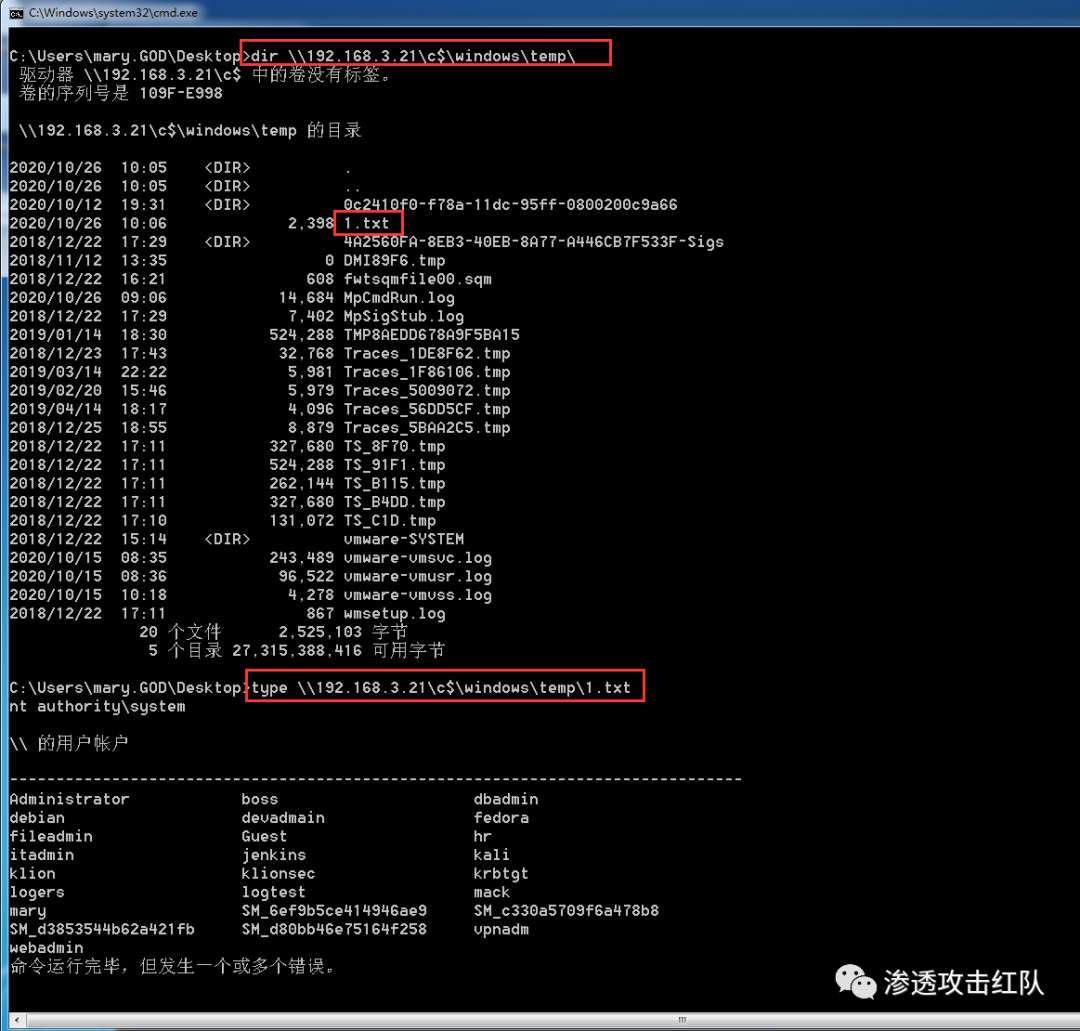 C:\Windows\system32\cmd.exe
C:\Users\mary.GOD\Desktop>dir \\192.168.3.21\c$\windows\temp\
驱动器 \\192.168.3.21\c$ 中的卷没有标签。
卷的序列号是 109F-E998
\\192.168.3.21\c$\windows\temp 的目录
2020/10/26  10:05    <DIR>          .
2020/10/26  10:05    <DIR>          ..
2020/10/12  19:31    <DIR>          0c2410f0-f78a-11dc-95ff-0800200c9a66
2020/10/26  10:06             2,398 1.txt
2018/12/22  17:29    <DIR>          4A2560FA-8EB3-40EB-8A77-A446CB7F533F-Sigs
2018/11/12  13:35                 0 DMI89F6.tmp
2018/12/22  16:21               608 fwtsqmfile00.sqm
2020/10/26  09:06            14,684 MpCmdRun.log
2018/12/22  17:29             7,402 MpSigStub.log
2019/01/14  18:30           524,288 TMP8AEDD678A9F5BA15
2018/12/23  17:43            32,768 Traces_1DE8F62.tmp
2019/03/14  22:22             5,981 Traces_1F86106.tmp
2019/02/20  15:46             5,979 Traces_5009072.tmp
2019/04/14  18:17             4,096 Traces_56DD5CF.tmp
2018/12/25  18:55             8,879 Traces_5BAA2C5.tmp
2018/12/22  17:11           327,680 TS_8F70.tmp
2018/12/22  17:11           524,288 TS_91F1.tmp
2018/12/22  17:11           262,144 TS_B115.tmp
2018/12/22  17:11           327,680 TS_B4DD.tmp
2018/12/22  17:10           131,072 TS_C1D.tmp
2018/12/22  15:14    <DIR>          vmware-SYSTEM
2020/10/15  08:35           243,489 vmware-vmsvc.log
2020/10/15  08:36            96,522 vmware-vmusr.log
2020/10/15  10:18             4,278 vmware-vmvss.log
2018/12/22  17:11               867 wmsetup.log
20 个文件      2,525,103 字节
5 个目录 27,315,388,416 可用字节
C:\Users\mary.GOD\Desktop>type \\192.168.3.21\c$\windows\temp\1.txt
nt authority\system
\\ 的用户帐户
-------------------------------------------------------------------------------
Administrator            boss                     dbadmin
debian                   devadmain                fedora
fileadmin                Guest                    hr
itadmin                  jenkins                  kali
klion                    klionsec                 krbtgt
logers                   logtest                  mack
mary                     SM_6ef9b5ce414946ae9     SM_c330a5709f6a478b8
SM_d3853544b62a421fb     SM_d80bb46e75164f258     vpnadm
webadmin
命令运行完毕，但发生一个或多个错误。
渗透攻击红队